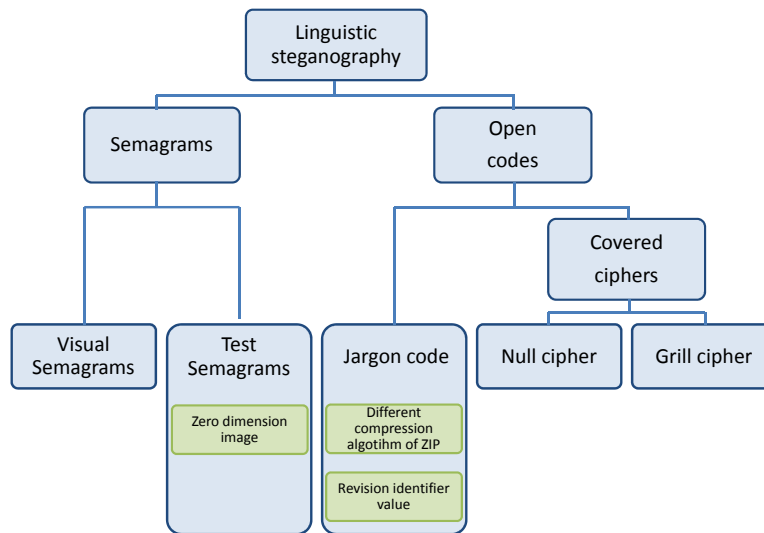 Linguistic
steganography
Semagrams
Open
codes
Covered
ciphers
Visual
Semagrams
Test
Semagrams
Zero dimension
image
Jargon code
Different
compression
algotihm of ZIP
Revision identifier
value
Null cipher
Grill cipher